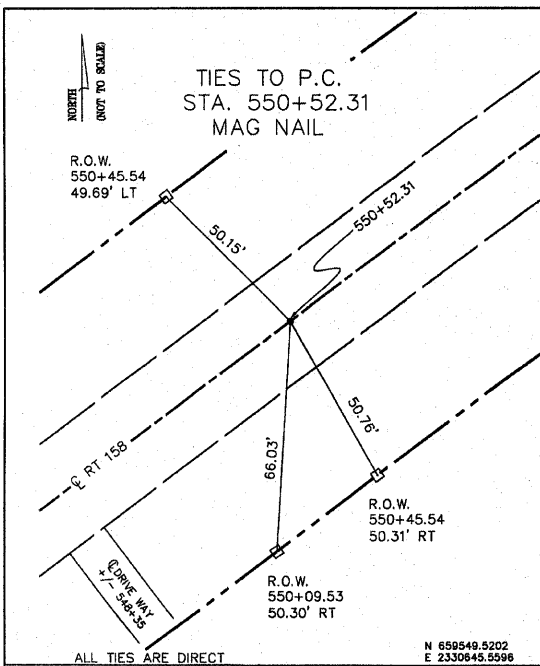 NORTH
(NOT TO SCALE)
TIES TO P.C.
STA. 550+52.31
MAG NAIL
R.O.W.
550+45.54
49.69' LT
550+52.31
50.15'
50.76'
66.03'
℄ RT 158
R.O.W.
550+45.54
50.31' RT
R.O.W.
550+09.53
50.30' RT
℄ DRIVE WAY
+/- 548+35
ALL TIES ARE DIRECT
N 659549.5202
E 2330645.5596